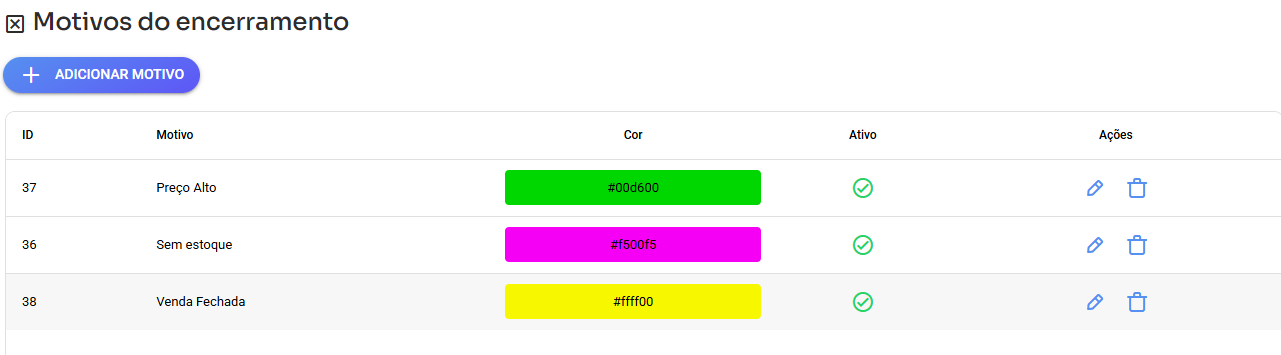 Motivos do encerramento
ADICIONAR MOTIVO
ID Motivo Cor Ativo Ações
37 Preço Alto #00d600
36 Sem estoque #f500f5
38 Venda Fechada #ffff00